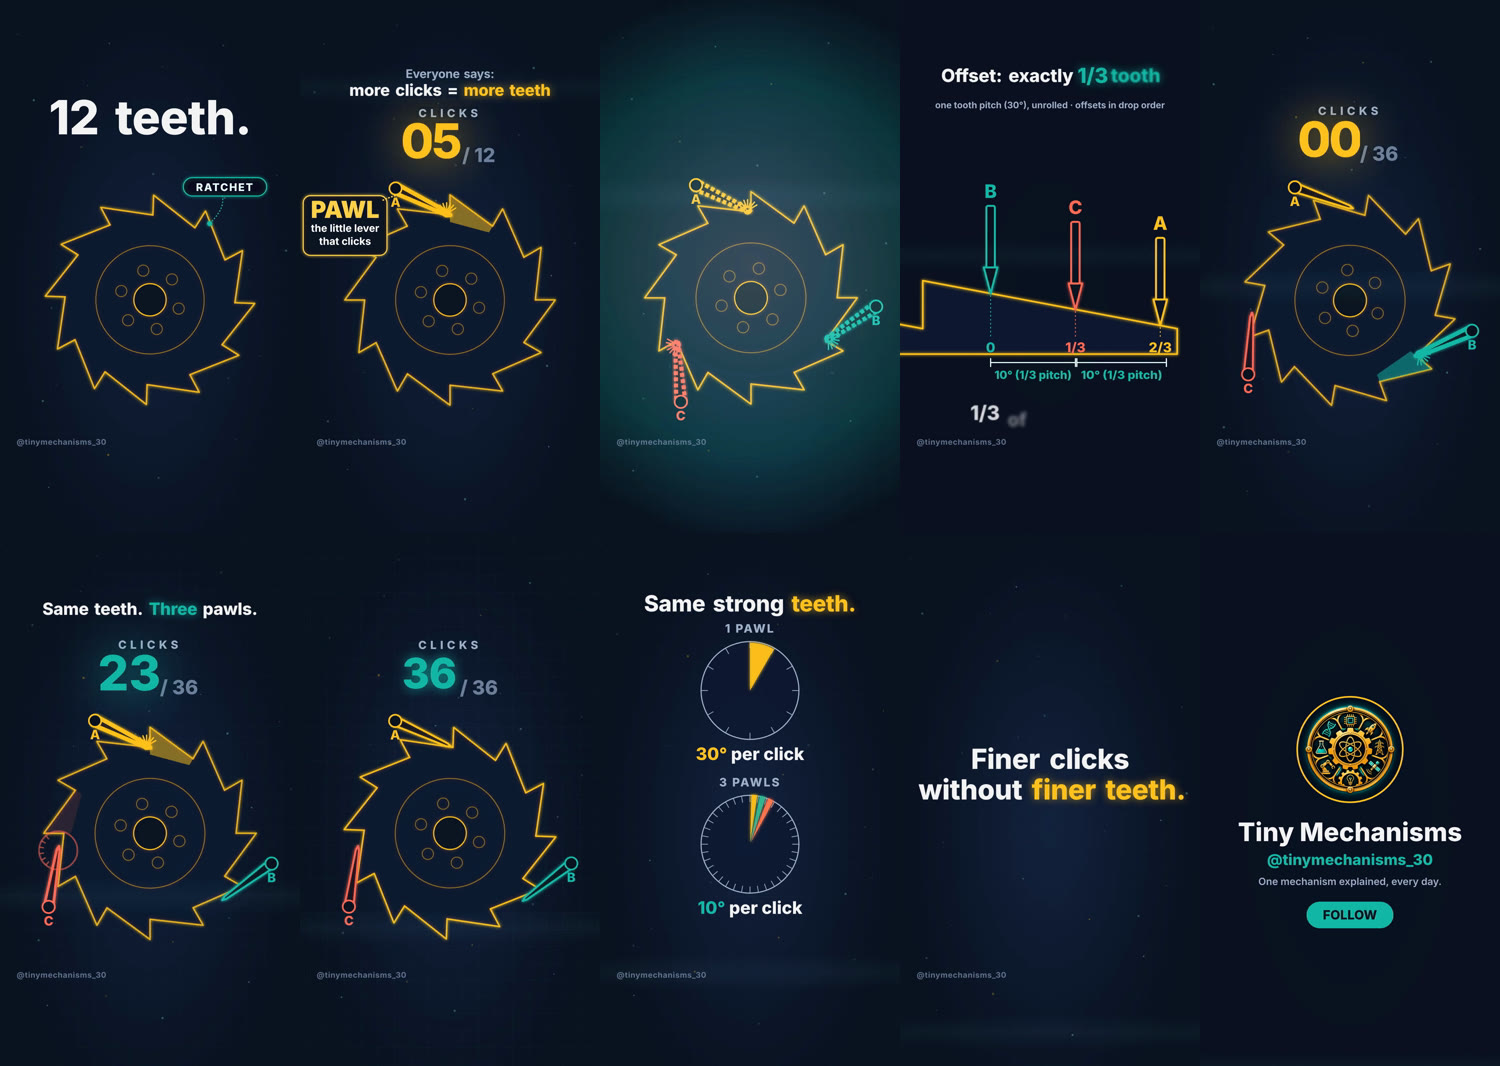 12 teeth.
RATCHET
@tinymechanisms_30
Everyone says:
more clicks = more teeth
CLICKS
05 / 12
PAWL
the little lever
that clicks
A
@tinymechanisms_30
A
B
C
@tinymechanisms_30
Offset: exactly 1/3 tooth
one tooth pitch (30°), unrolled · offsets in drop order
B
C
A
0 1/3 2/3
10° (1/3 pitch) 10° (1/3 pitch)
1/3 of
@tinymechanisms_30
CLICKS
00 / 36
A
B
C
@tinymechanisms_30
Same teeth. Three pawls.
CLICKS
23 / 36
A
B
C
@tinymechanisms_30
CLICKS
36 / 36
A
B
C
@tinymechanisms_30
Same strong teeth.
1 PAWL
30° per click
3 PAWLS
10° per click
@tinymechanisms_30
Finer clicks
without finer teeth.
@tinymechanisms_30
Tiny Mechanisms
@tinymechanisms_30
One mechanism explained, every day.
FOLLOW